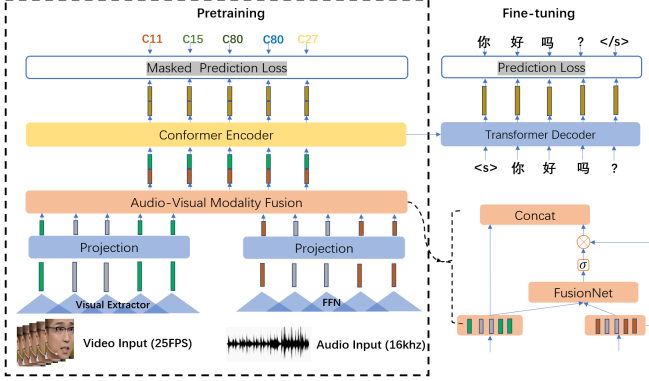 Pretraining
Fine-tuning
C11 C15 C80 C80 C27
你 好 吗 ? </s>
Masked Prediction Loss
Prediction Loss
Conformer Encoder
Transformer Decoder
<s> 你 好 吗 ?
Audio-Visual Modality Fusion
Concat
Projection
Projection
σ
FusionNet
Visual Extractor
FFN
Video Input (25FPS)
Audio Input (16khz)